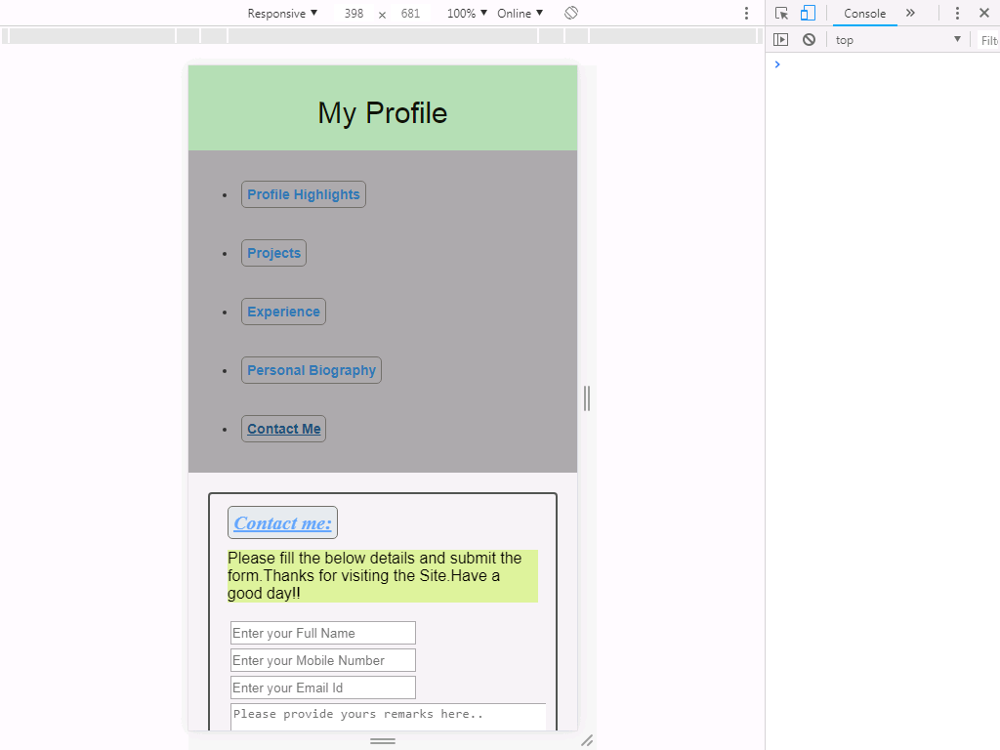 Responsive ▼ 398 × 681 100% ▼ Online ▼
Console »
top ▼
Filt
My Profile
Profile Highlights
Projects
Experience
Personal Biography
Contact Me
Contact me:
Please fill the below details and submit the
form.Thanks for visiting the Site.Have a
good day!!
Enter your Full Name
Enter your Mobile Number
Enter your Email Id
Please provide yours remarks here..